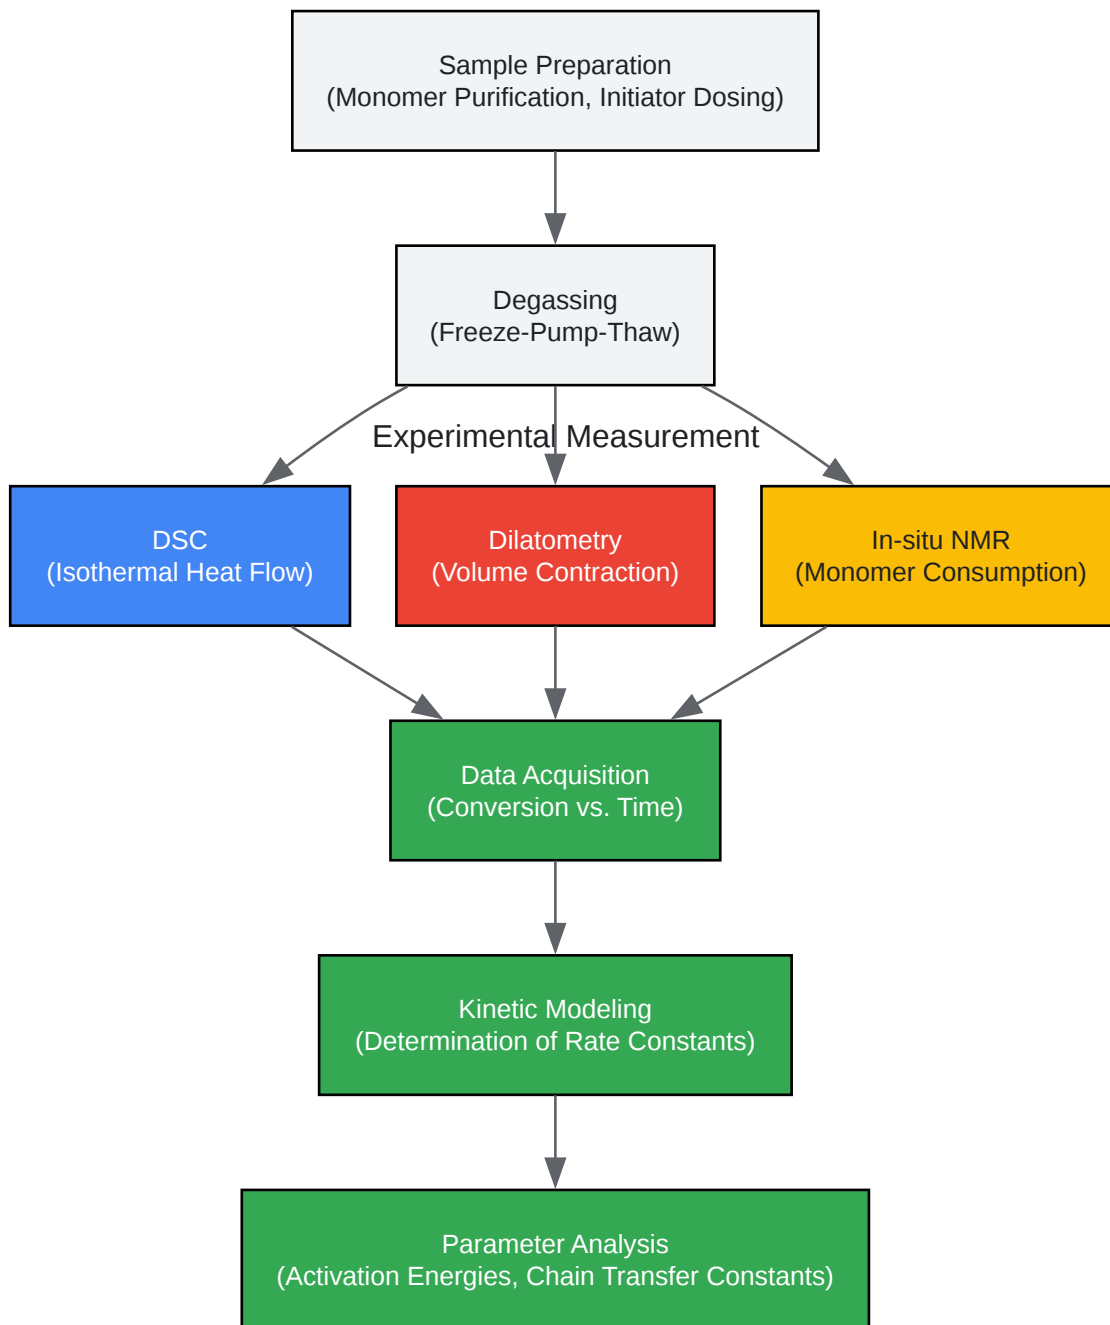 Sample Preparation
(Monomer Purification, Initiator Dosing)
Degassing
(Freeze-Pump-Thaw)
Experimental Measurement
DSC
(Isothermal Heat Flow)
Dilatometry
(Volume Contraction)
In-situ NMR
(Monomer Consumption)
Data Acquisition
(Conversion vs. Time)
Kinetic Modeling
(Determination of Rate Constants)
Parameter Analysis
(Activation Energies, Chain Transfer Constants)